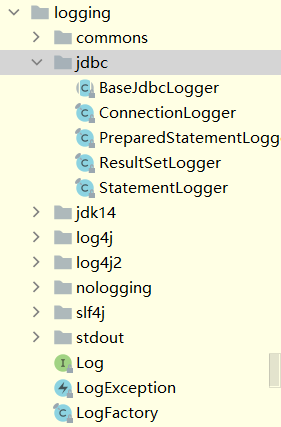 logging
commons
jdbc
BaseJdbcLogger
ConnectionLogger
PreparedStatementLogg
ResultSetLogger
StatementLogger
jdk14
log4j
log4j2
nologging
slf4j
stdout
Log
LogException
LogFactory